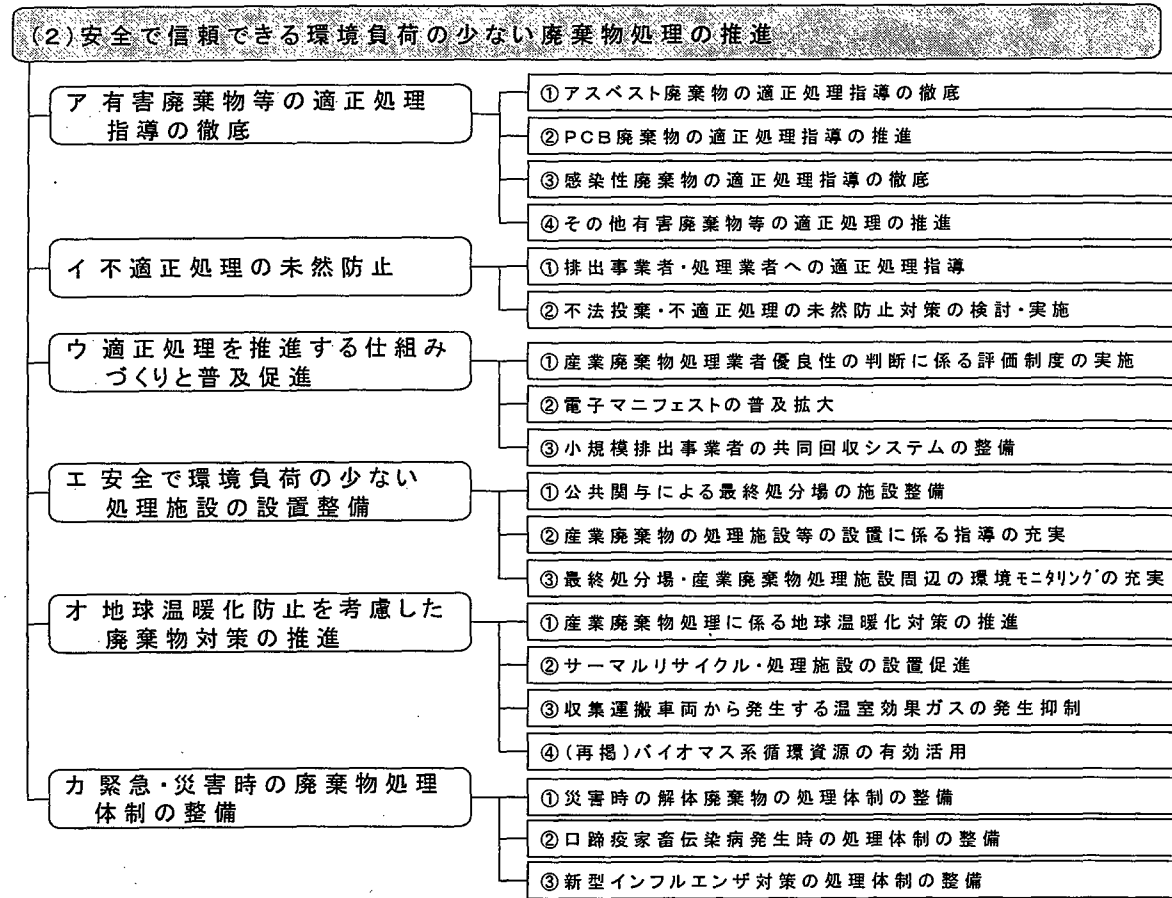 (2)安全で信頼できる環境負荷の少ない廃棄物処理の推進
ア 有害廃棄物等の適正処理
指導の徹底
①アスベスト廃棄物の適正処理指導の徹底
②PCB廃棄物の適正処理指導の推進
③感染性廃棄物の適正処理指導の徹底
④その他有害廃棄物等の適正処理の推進
イ 不適正処理の未然防止
①排出事業者・処理業者への適正処理指導
②不法投棄・不適正処理の未然防止対策の検討・実施
ウ 適正処理を推進する仕組み
づくりと普及促進
①産業廃棄物処理業者優良性の判断に係る評価制度の実施
②電子マニフェストの普及拡大
③小規模排出事業者の共同回収システムの整備
エ 安全で環境負荷の少ない
処理施設の設置整備
①公共関与による最終処分場の施設整備
②産業廃棄物の処理施設等の設置に係る指導の充実
③最終処分場・産業廃棄物処理施設周辺の環境モニタリングの充実
オ 地球温暖化防止を考慮した
廃棄物対策の推進
①産業廃棄物処理に係る地球温暖化対策の推進
②サーマルリサイクル・処理施設の設置促進
③収集運搬車両から発生する温室効果ガスの発生抑制
④(再掲)バイオマス系循環資源の有効活用
カ 緊急・災害時の廃棄物処理
体制の整備
①災害時の解体廃棄物の処理体制の整備
②口蹄疫家畜伝染病発生時の処理体制の整備
③新型インフルエンザ対策の処理体制の整備